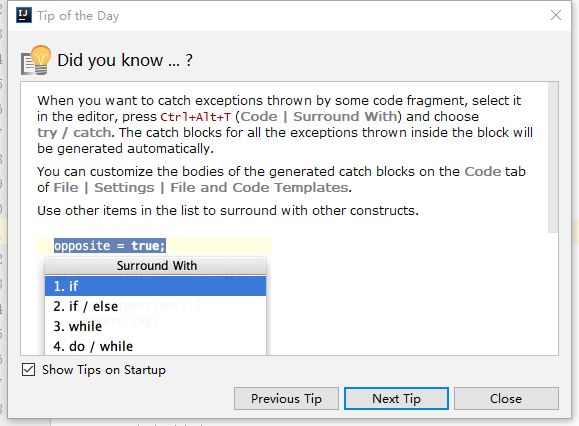 IJ Tip of the Day
Did you know ... ?
When you want to catch exceptions thrown by some code fragment, select it
in the editor, press Ctrl+Alt+T (Code | Surround With) and choose
try / catch. The catch blocks for all the exceptions thrown inside the block will
be generated automatically.
You can customize the bodies of the generated catch blocks on the Code tab
of File | Settings | File and Code Templates.
Use other items in the list to surround with other constructs.
opposite = true;
Surround With
1. if
2. if / else
3. while
4. do / while
Show Tips on Startup
Previous Tip
Next Tip
Close